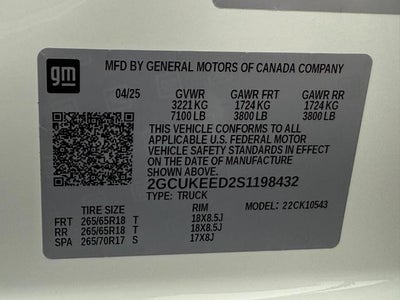 gm
MFD BY GENERAL MOTORS OF CANADA COMPANY
04/25 GVWR GAWR FRT GAWR RR
3221 KG 1724 KG 1724 KG
7100 LB 3800 LB 3800 LB
THIS VEHICLE CONFORMS TO ALL
APPLICABLE U.S. FEDERAL MOTOR
VEHICLE SAFETY AND THEFT
PREVENTION STANDARDS IN EFFECT ON
THE DATE OF MANUFACTURE SHOWN ABOVE.
2GCUKEED2S1198432
TYPE: TRUCK MODEL: 22CK10543
TIRE SIZE RIM
FRT 265/65R18 T 18X8.5J
RR 265/65R18 T 18X8.5J
SPA 265/70R17 S 17X8J